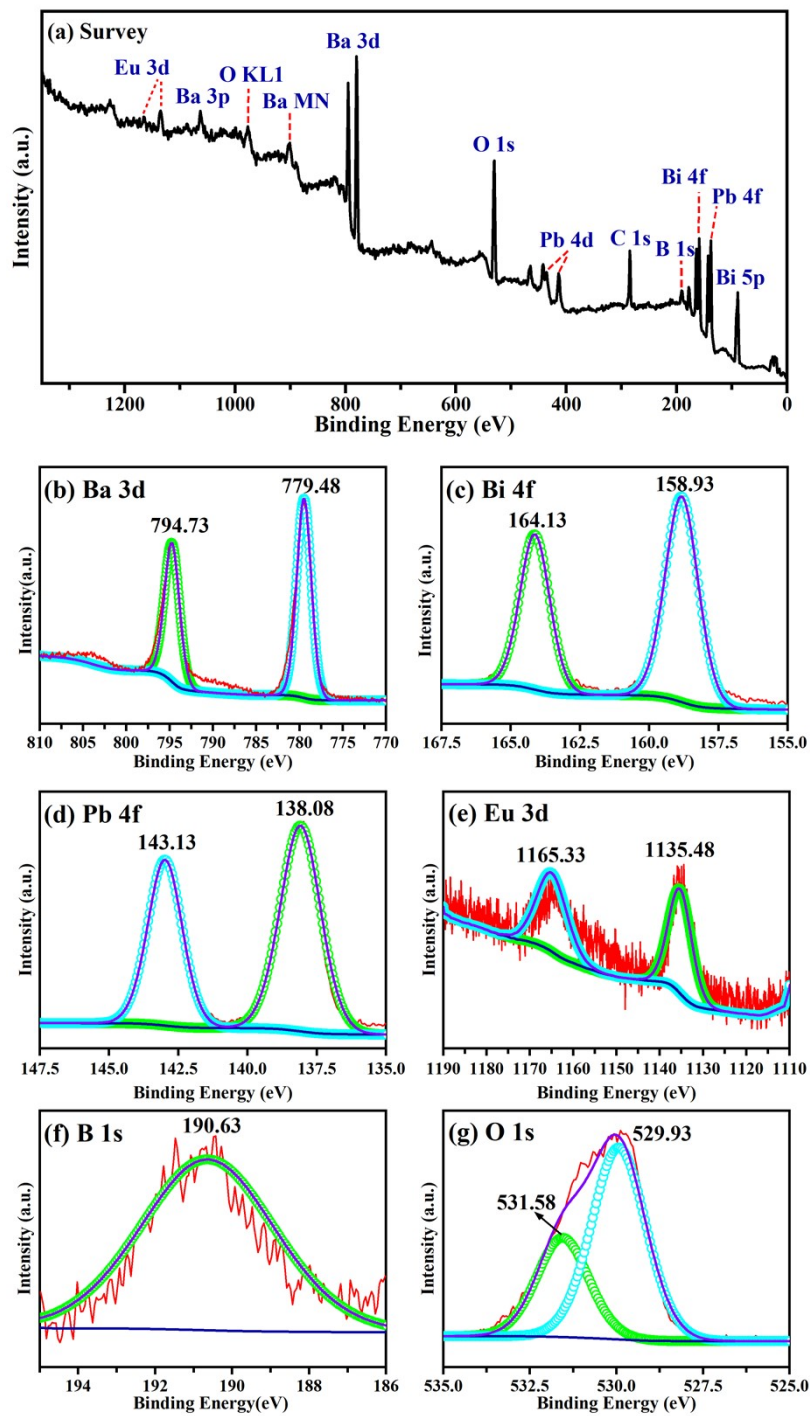 (a) Survey
Ba 3d
Eu 3d
O KL1
Ba 3p
Ba MN
O 1s
Bi 4f
Pb 4f
Pb 4d
C 1s
B 1s
Bi 5p
Intensity (a.u.)
1200 1000 800 600 400 200 0
Binding Energy (eV)
(b) Ba 3d
779.48
794.73
Intensity(a.u.)
810 805 800 795 790 785 780 775 770
Binding Energy (eV)
(c) Bi 4f
158.93
164.13
Intensity (a.u.)
167.5 165.0 162.5 160.0 157.5 155.0
Binding Energy (eV)
(d) Pb 4f
138.08
143.13
Intensity (a.u.)
147.5 145.0 142.5 140.0 137.5 135.0
Binding Energy (eV)
(e) Eu 3d
1165.33
1135.48
Intensity (a.u.)
1190 1180 1170 1160 1150 1140 1130 1120 1110
Binding Energy (eV)
(f) B 1s
190.63
Intensity (a.u.)
194 192 190 188 186
Binding Energy(eV)
(g) O 1s
529.93
531.58
Intensity (a.u.)
535.0 532.5 530.0 527.5 525.0
Binding Energy (eV)